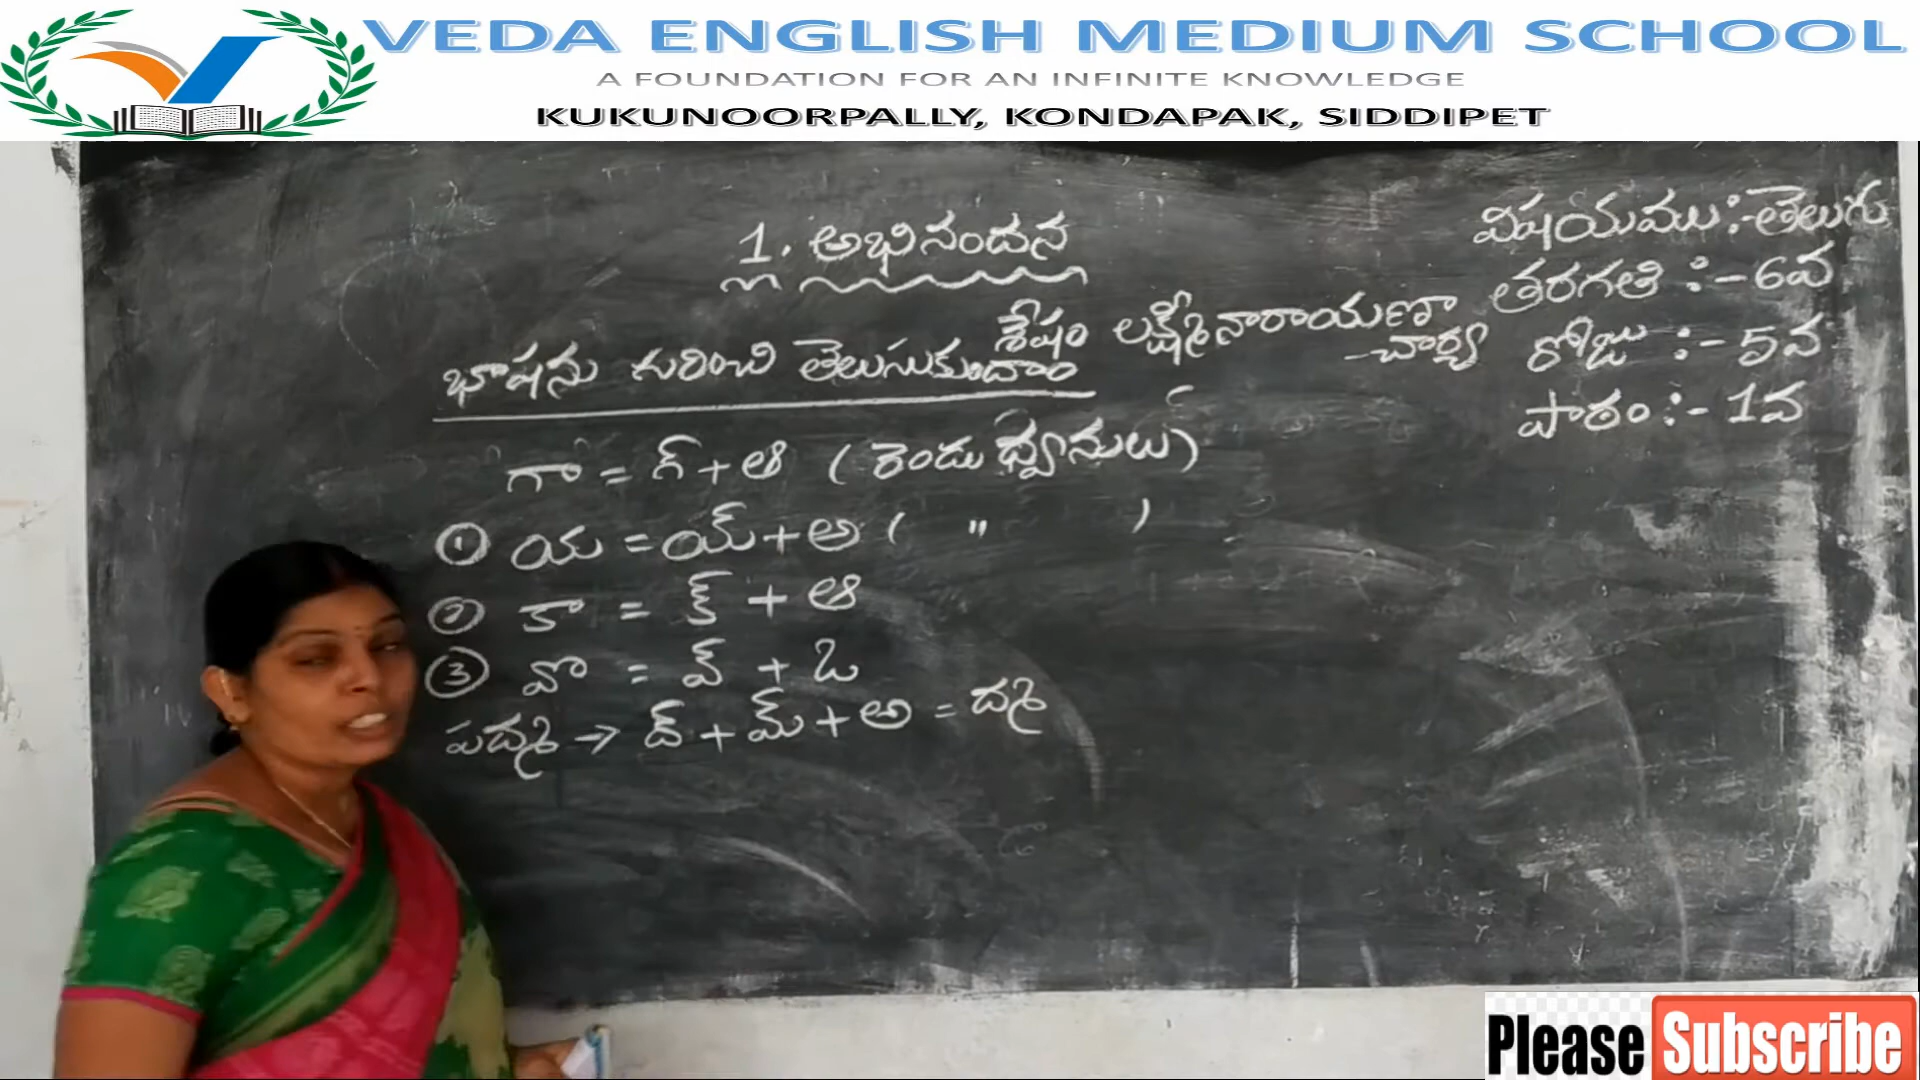 VEDA ENGLISH MEDIUM SCHOOL
A FOUNDATION FOR AN INFINITE KNOWLEDGE
KUKUNOORPALLY, KONDAPAK, SIDDIPET
1. అభినందన
విషయము:-తెలుగు
తరగతి :- 6వ
రోజు :- 5వ
పాఠం :- 1వ
శేషం లక్ష్మీనారాయణా
-చార్య
భాషను గురించి తెలుసుకుందాం
గా = గ్ + ఆ ( రెండు ధ్వనులు)
① య = య్ + అ ( " )
② కా = క్ + ఆ
③ వొ = వ్ + ఒ
పద్మ → ద్ + మ్ + అ = ద్మ
Please Subscribe